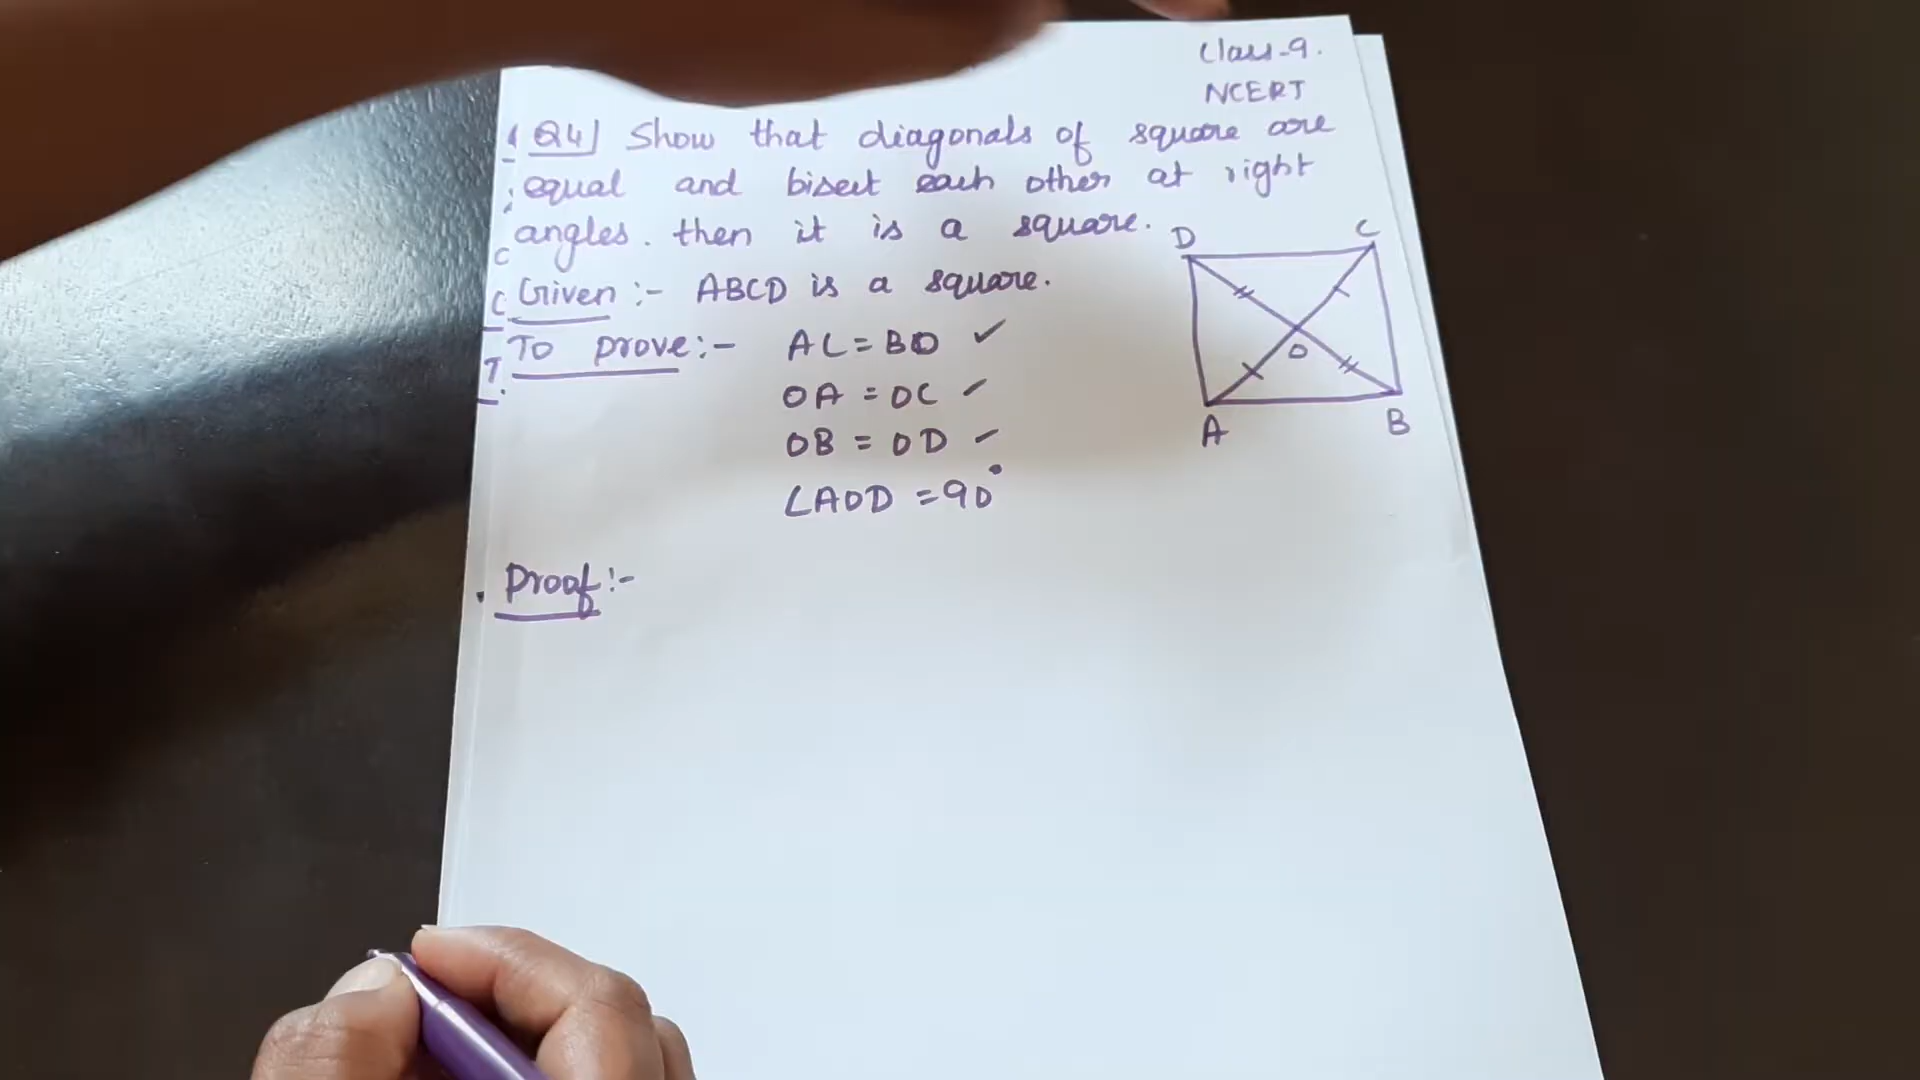 Class-9.
NCERT
Q4] Show that diagonals of square are
equal and bisect each other at right
angles. then it is a square.
Given :- ABCD is a square.
To prove:- AC = BD ✓
OA = OC
OB = OD
∠AOD = 90°
Proof:-
D C
O
A B